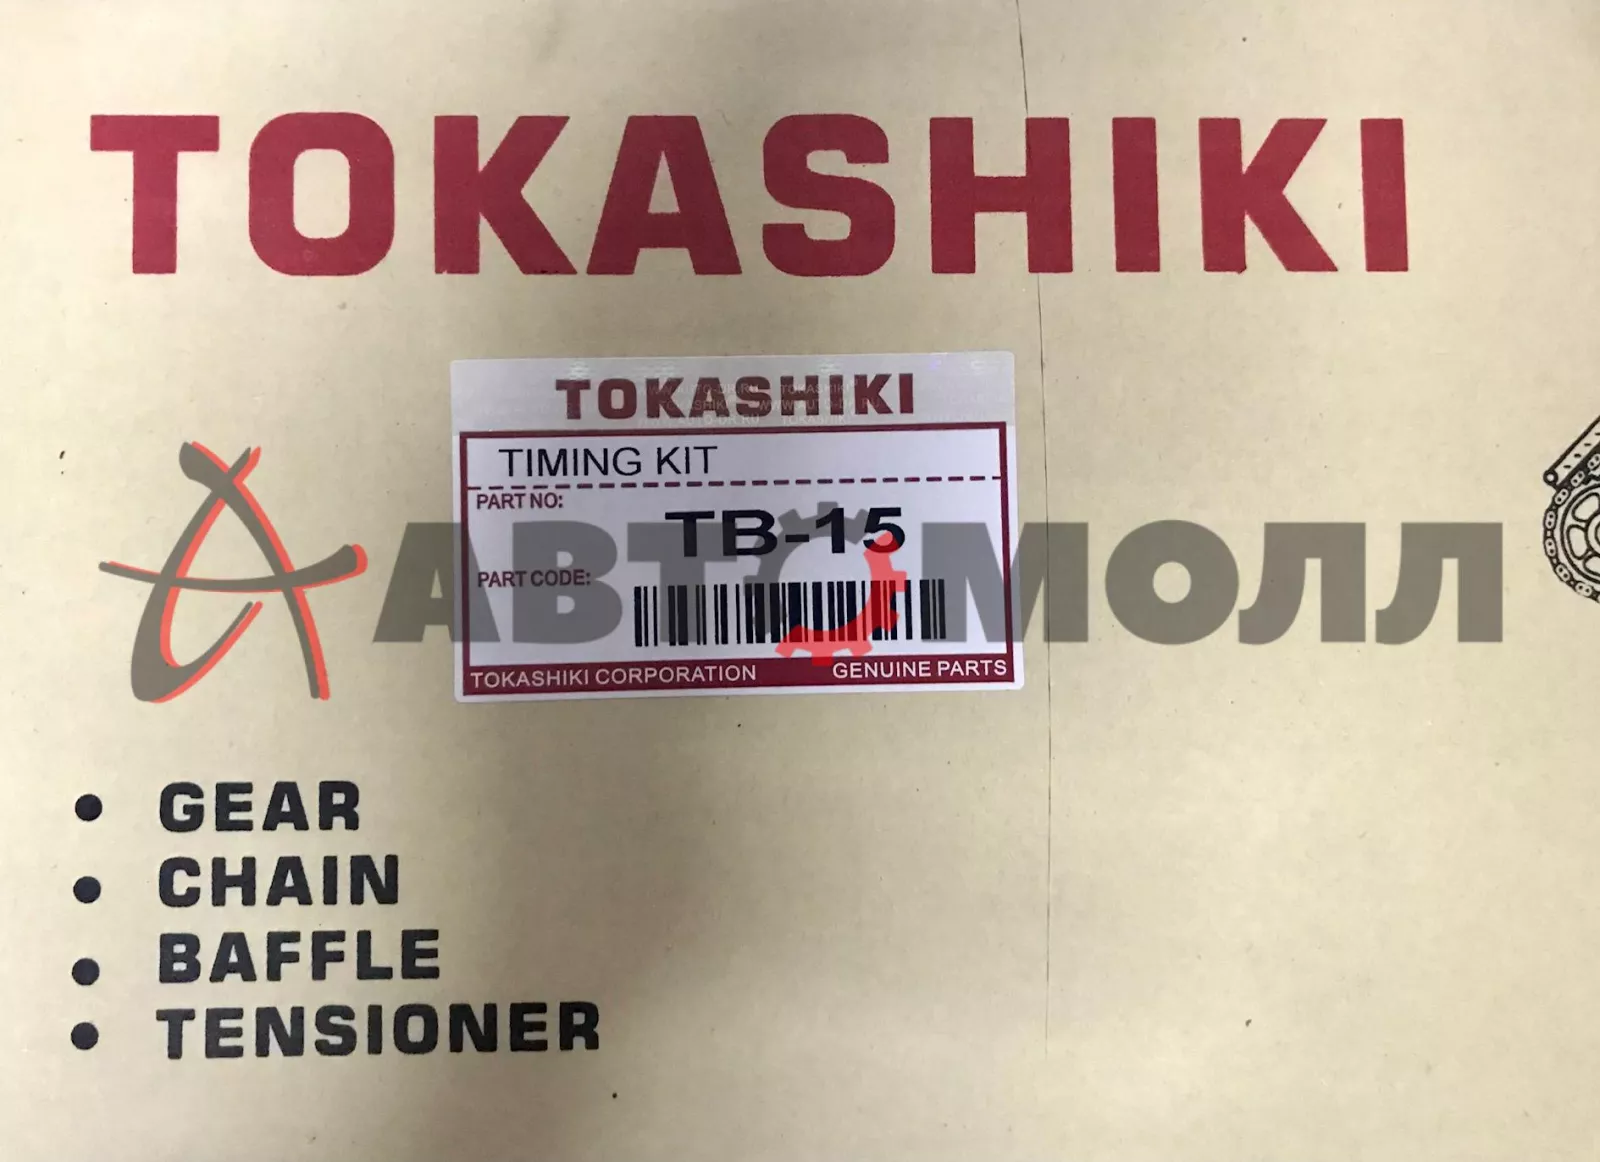 TOKASHIKI
TOKASHIKI
TIMING KIT
PART NO:
TB-15
АВТОМОЛЛ
PART CODE:
TOKASHIKI CORPORATION GENUINE PARTS
• GEAR
• CHAIN
• BAFFLE
• TENSIONER